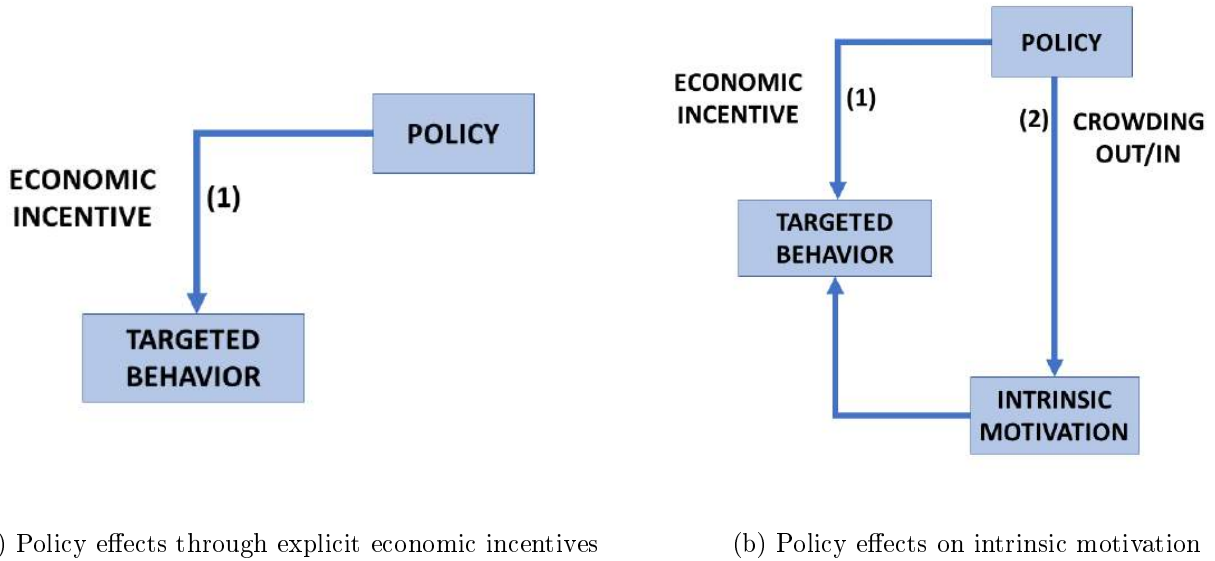 POLICY
ECONOMIC
INCENTIVE
(1)
TARGETED
BEHAVIOR
) Policy effects through explicit economic incentives
POLICY
ECONOMIC
INCENTIVE
(1)
(2)
CROWDING
OUT/IN
TARGETED
BEHAVIOR
INTRINSIC
MOTIVATION
(b) Policy effects on intrinsic motivation